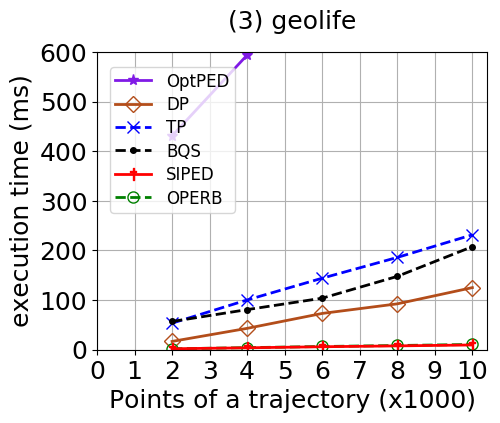 (3) geolife
execution time (ms)
600
500
400
300
200
100
0
OptPED
DP
TP
BQS
SIPED
OPERB
0 1 2 3 4 5 6 7 8 9 10
Points of a trajectory (x1000)